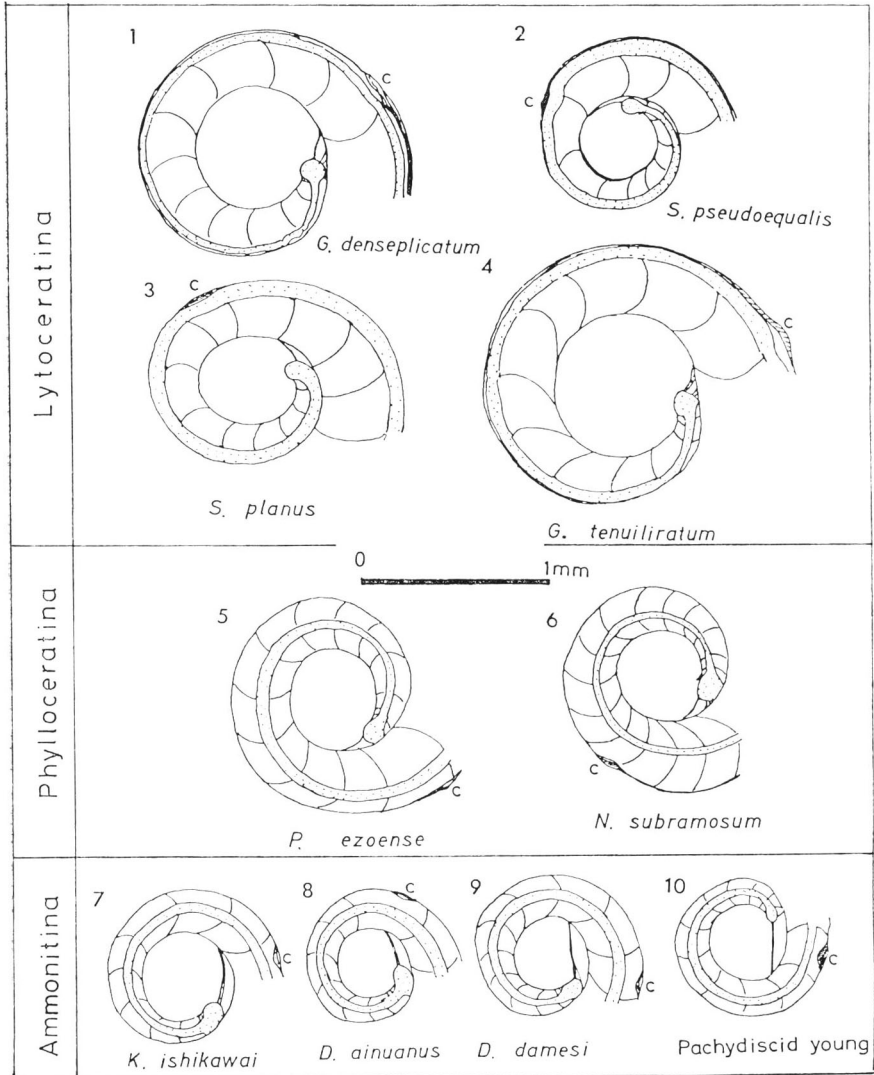 Lytoceratina
1
c
G. denseplicatum
2
c
S. pseudoequalis
3
c
S. planus
4
c
G. tenuiliratum
0
1mm
Phylloceratina
5
c
P. ezoense
6
c
N. subramosum
Ammonitina
7
c
K. ishikawai
8
c
D. ainuanus
9
c
D. damesi
10
c
Pachydiscid young